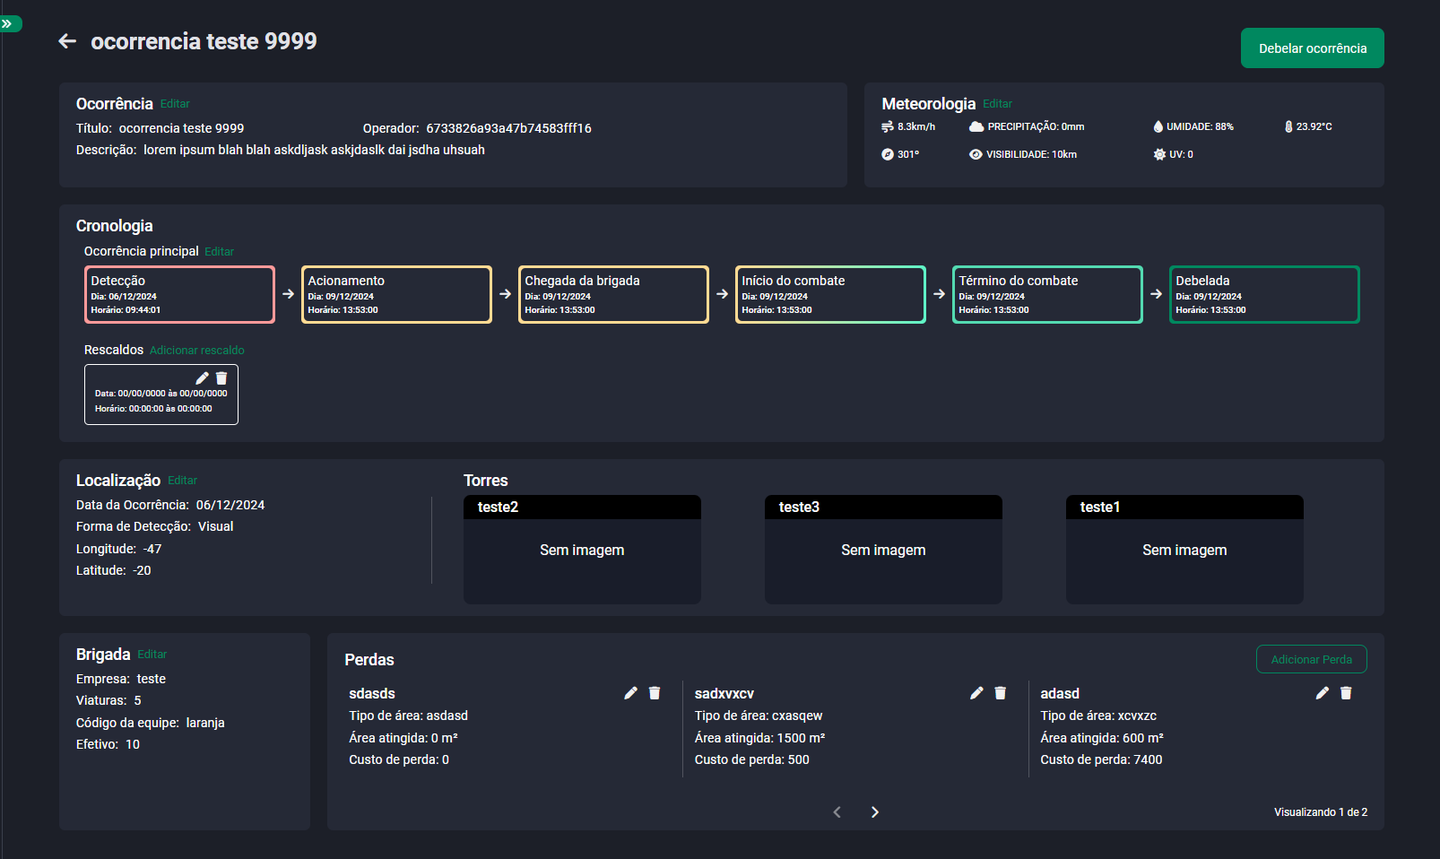 ocorrencia teste 9999
Debelar ocorrência
Ocorrência Editar
Título: ocorrencia teste 9999 Operador: 6733826a93a47b74583fff16
Descrição: lorem ipsum blah blah askdljask askjdaslk dai jsdha uhsuah
Meteorologia Editar
8.3km/h PRECIPITAÇÃO: 0mm UMIDADE: 88% 23.92°C
301º VISIBILIDADE: 10km UV: 0
Cronologia
Ocorrência principal Editar
Detecção
Dia: 06/12/2024
Horário: 09:44:01
Acionamento
Dia: 09/12/2024
Horário: 13:53:00
Chegada da brigada
Dia: 09/12/2024
Horário: 13:53:00
Início do combate
Dia: 09/12/2024
Horário: 13:53:00
Término do combate
Dia: 09/12/2024
Horário: 13:53:00
Debelada
Dia: 09/12/2024
Horário: 13:53:00
Rescaldos Adicionar rescaldo
Data: 00/00/0000 às 00/00/0000
Horário: 00:00:00 às 00:00:00
Localização Editar
Data da Ocorrência: 06/12/2024
Forma de Detecção: Visual
Longitude: -47
Latitude: -20
Torres
teste2
Sem imagem
teste3
Sem imagem
teste1
Sem imagem
Brigada Editar
Empresa: teste
Viaturas: 5
Código da equipe: laranja
Efetivo: 10
Perdas
Adicionar Perda
sdasds
Tipo de área: asdasd
Área atingida: 0 m²
Custo de perda: 0
sadxvxcv
Tipo de área: cxasqew
Área atingida: 1500 m²
Custo de perda: 500
adasd
Tipo de área: xcvxzc
Área atingida: 600 m²
Custo de perda: 7400
Visualizando 1 de 2